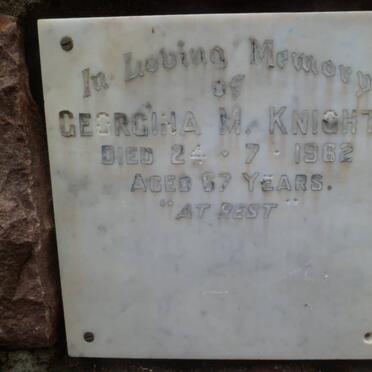 In Loving Memory
of
GEORGINA M. KNIGHT
DIED 24 · 7 · 1962
AGED 67 YEARS.
"AT REST"